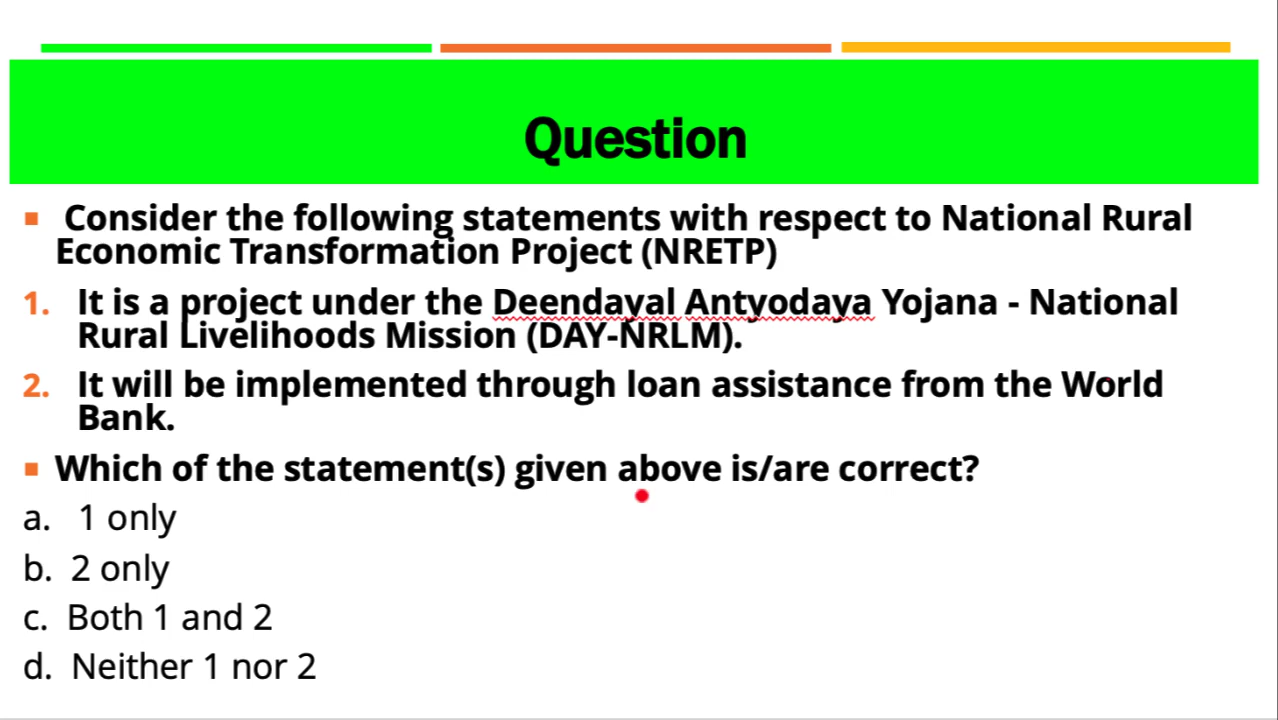 Question
▪ Consider the following statements with respect to National Rural
Economic Transformation Project (NRETP)
1. It is a project under the Deendayal Antyodaya Yojana - National
Rural Livelihoods Mission (DAY-NRLM).
2. It will be implemented through loan assistance from the World
Bank.
▪ Which of the statement(s) given above is/are correct?
a. 1 only
b. 2 only
c. Both 1 and 2
d. Neither 1 nor 2